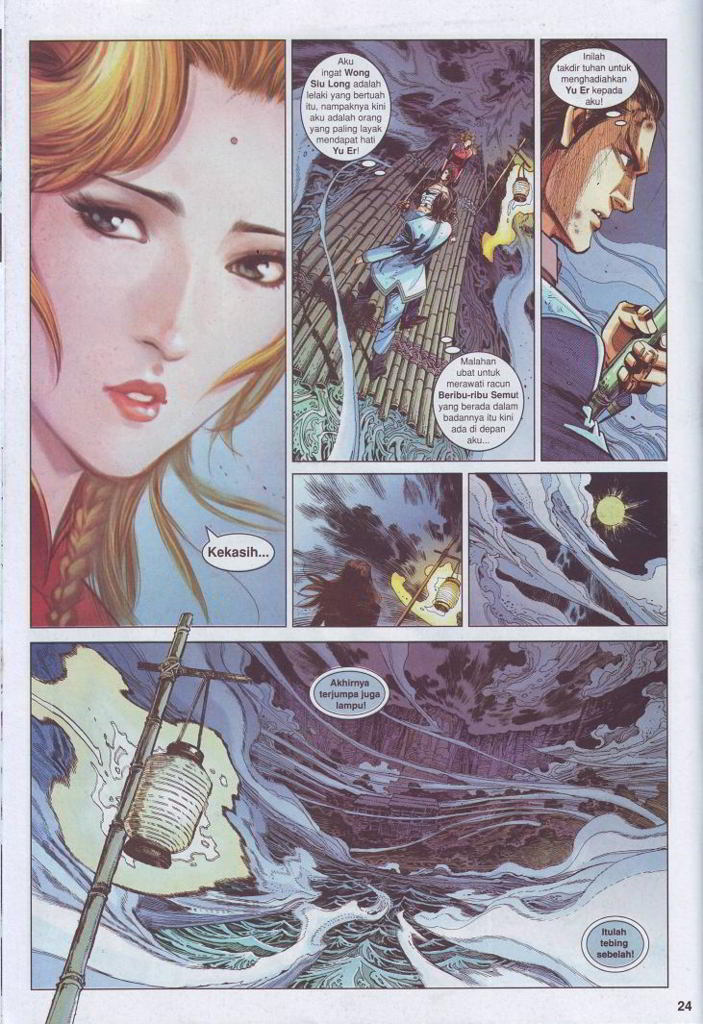 Kekasih...
Aku
ingat Wong
Siu Long adalah
lelaki yang bertuah
itu, nampaknya kini
aku adalah orang
yang paling layak
mendapat hati
Yu Er!
Malahan
ubat untuk
merawati racun
Beribu-ribu Semut
yang berada dalam
badannya itu kini
ada di depan
aku...
Inilah
takdir tuhan untuk
menghadiahkan
Yu Er kepada
aku!
Akhirnya
terjumpa juga
lampu!
Itulah
tebing
sebelah!
24